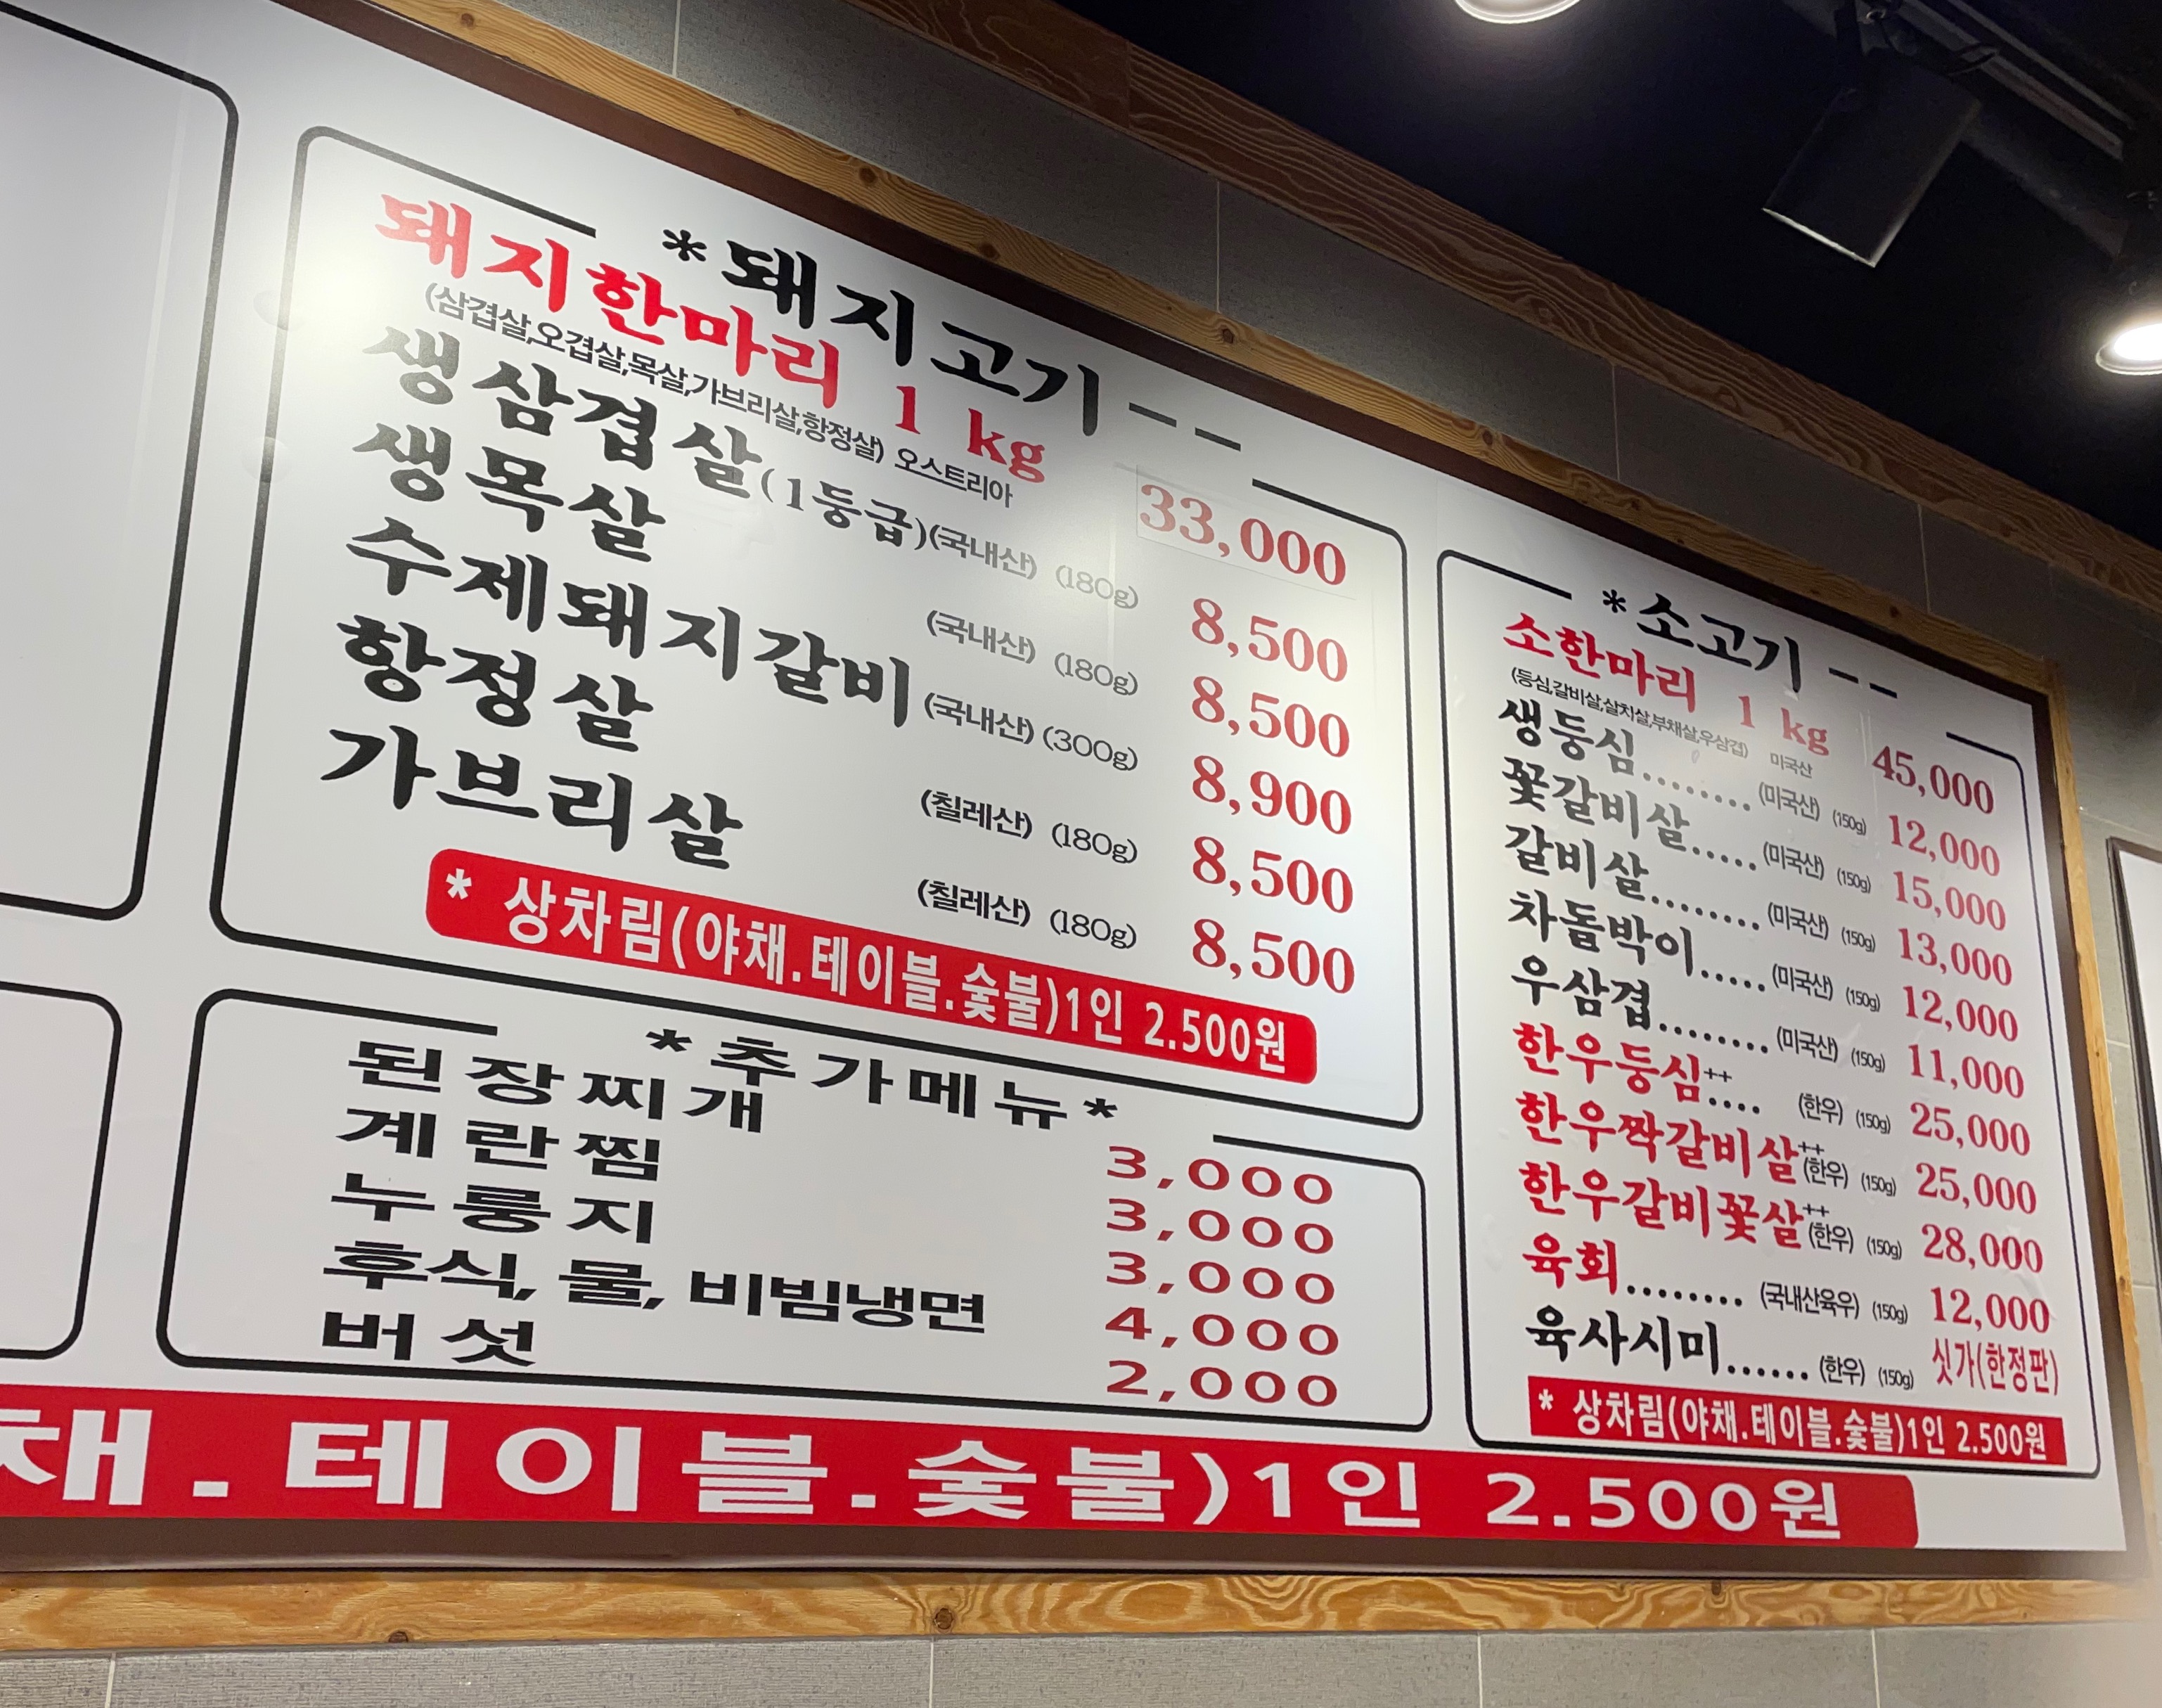 *돼지고기
돼지한마리 1 kg 33,000
(삼겹살,오겹살,목살,가브리살,항정살) 오스트리아
생삼겹살(1등급)(국내산) (180g) 8,500
생목살 (국내산) (180g) 8,500
수제돼지갈비 (국내산) (300g) 8,900
항정살 (칠레산) (180g) 8,500
가브리살 (칠레산) (180g) 8,500
* 상차림(야채.테이블.숯불)1인 2.500원
*추가메뉴*
된장찌개 3,000
계란찜 3,000
누룽지 3,000
후식, 물, 비빔냉면 4,000
버섯 2,000
*소고기
소한마리 1 kg 45,000
(등심,갈비살,살치살,부채살,우삼겹) 미국산
생등심........ (미국산) (150g) 12,000
꽃갈비살..... (미국산) (150g) 15,000
갈비살........ (미국산) (150g) 13,000
차돔박이..... (미국산) (150g) 12,000
우삼겹........ (미국산) (150g) 11,000
한우등심++.... (한우) (150g) 25,000
한우짝갈비살++(한우) (150g) 25,000
한우갈비꽃살++(한우) (150g) 28,000
육회........ (국내산육우) (150g) 12,000
육사시미...... (한우) (150g) 싯가(한정판)
* 상차림(야채.테이블.숯불)1인 2.500원
채.테이블.숯불)1인 2.500원